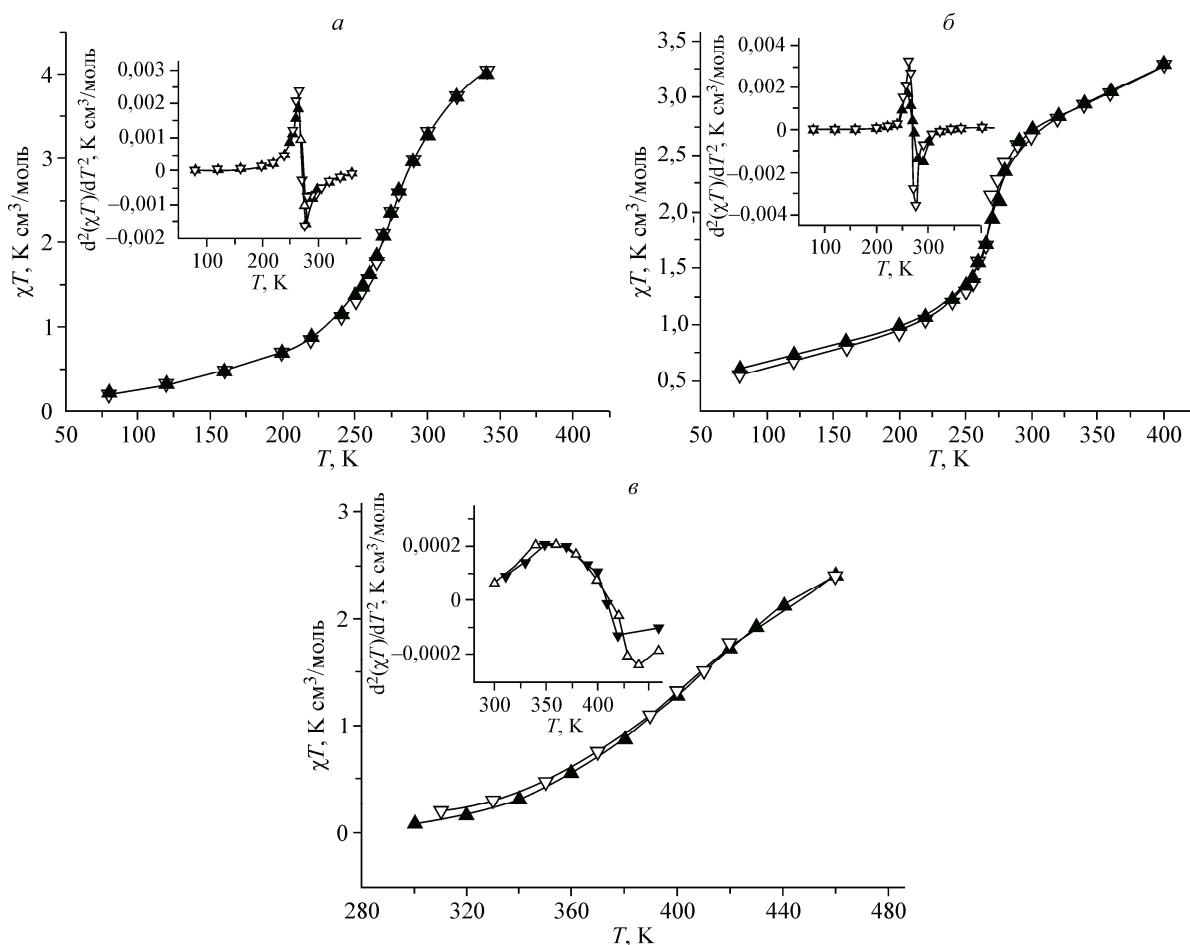 а
4
3
2
1
0
χT, К см³/моль
50 100 150 200 250 300 350 400
T, К
0,003
0,002
0,001
0
–0,001
–0,002
d²(χT)/dT², К см³/моль
100 300
T, К
б
3,5
3,0
2,5
2,0
1,5
1,0
0,5
χT, К см³/моль
50 100 150 200 250 300 350 400
T, К
0,004
0,002
0
–0,002
–0,004
d²(χT)/dT², К см³/моль
100 200 300
T, К
в
3
2
1
0
χT, К см³/моль
280 320 360 400 440 480
T, К
0,0002
0
–0,0002
d²(χT)/dT², К см³/моль
300 350 400
T, К